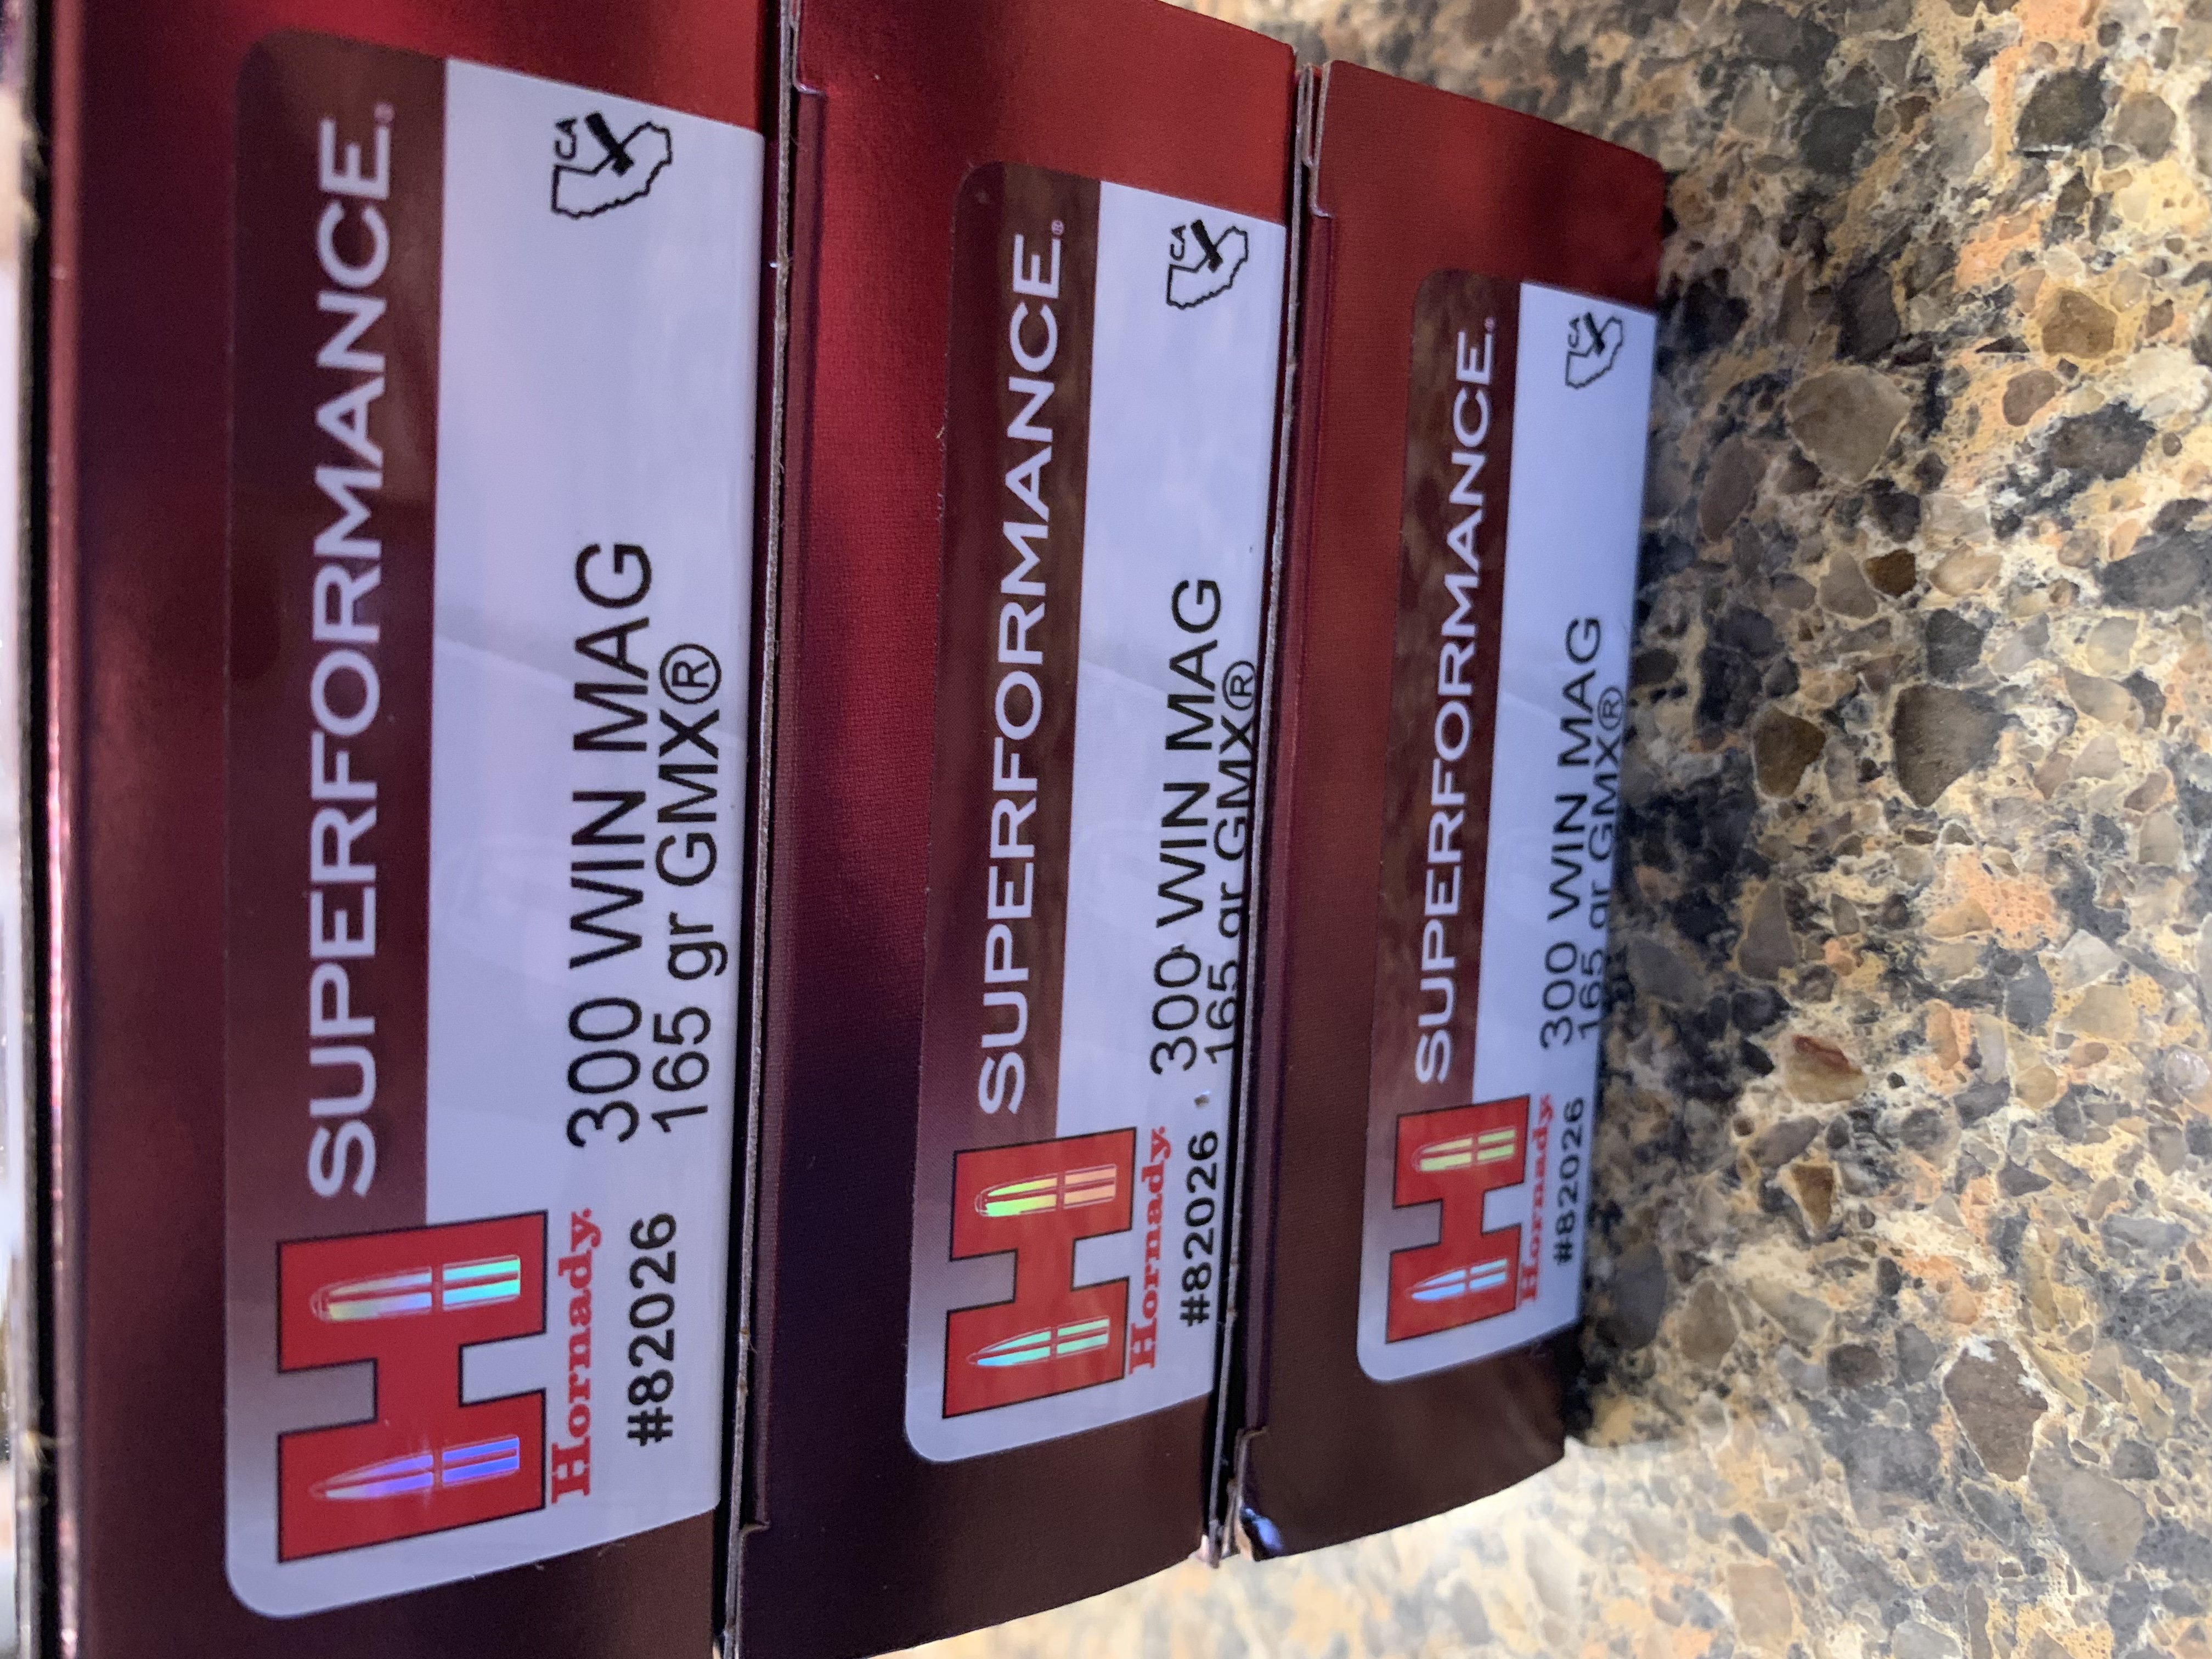 SUPERFORMANCE®
CA
300 WIN MAG
165 gr GMX®
Hornady.
#82026
SUPERFORMANCE®
CA
300 WIN MAG
165 gr GMX®
Hornady.
#82026
SUPERFORMANCE®
CA
300 WIN MAG
165 gr GMX®
Hornady.
#82026